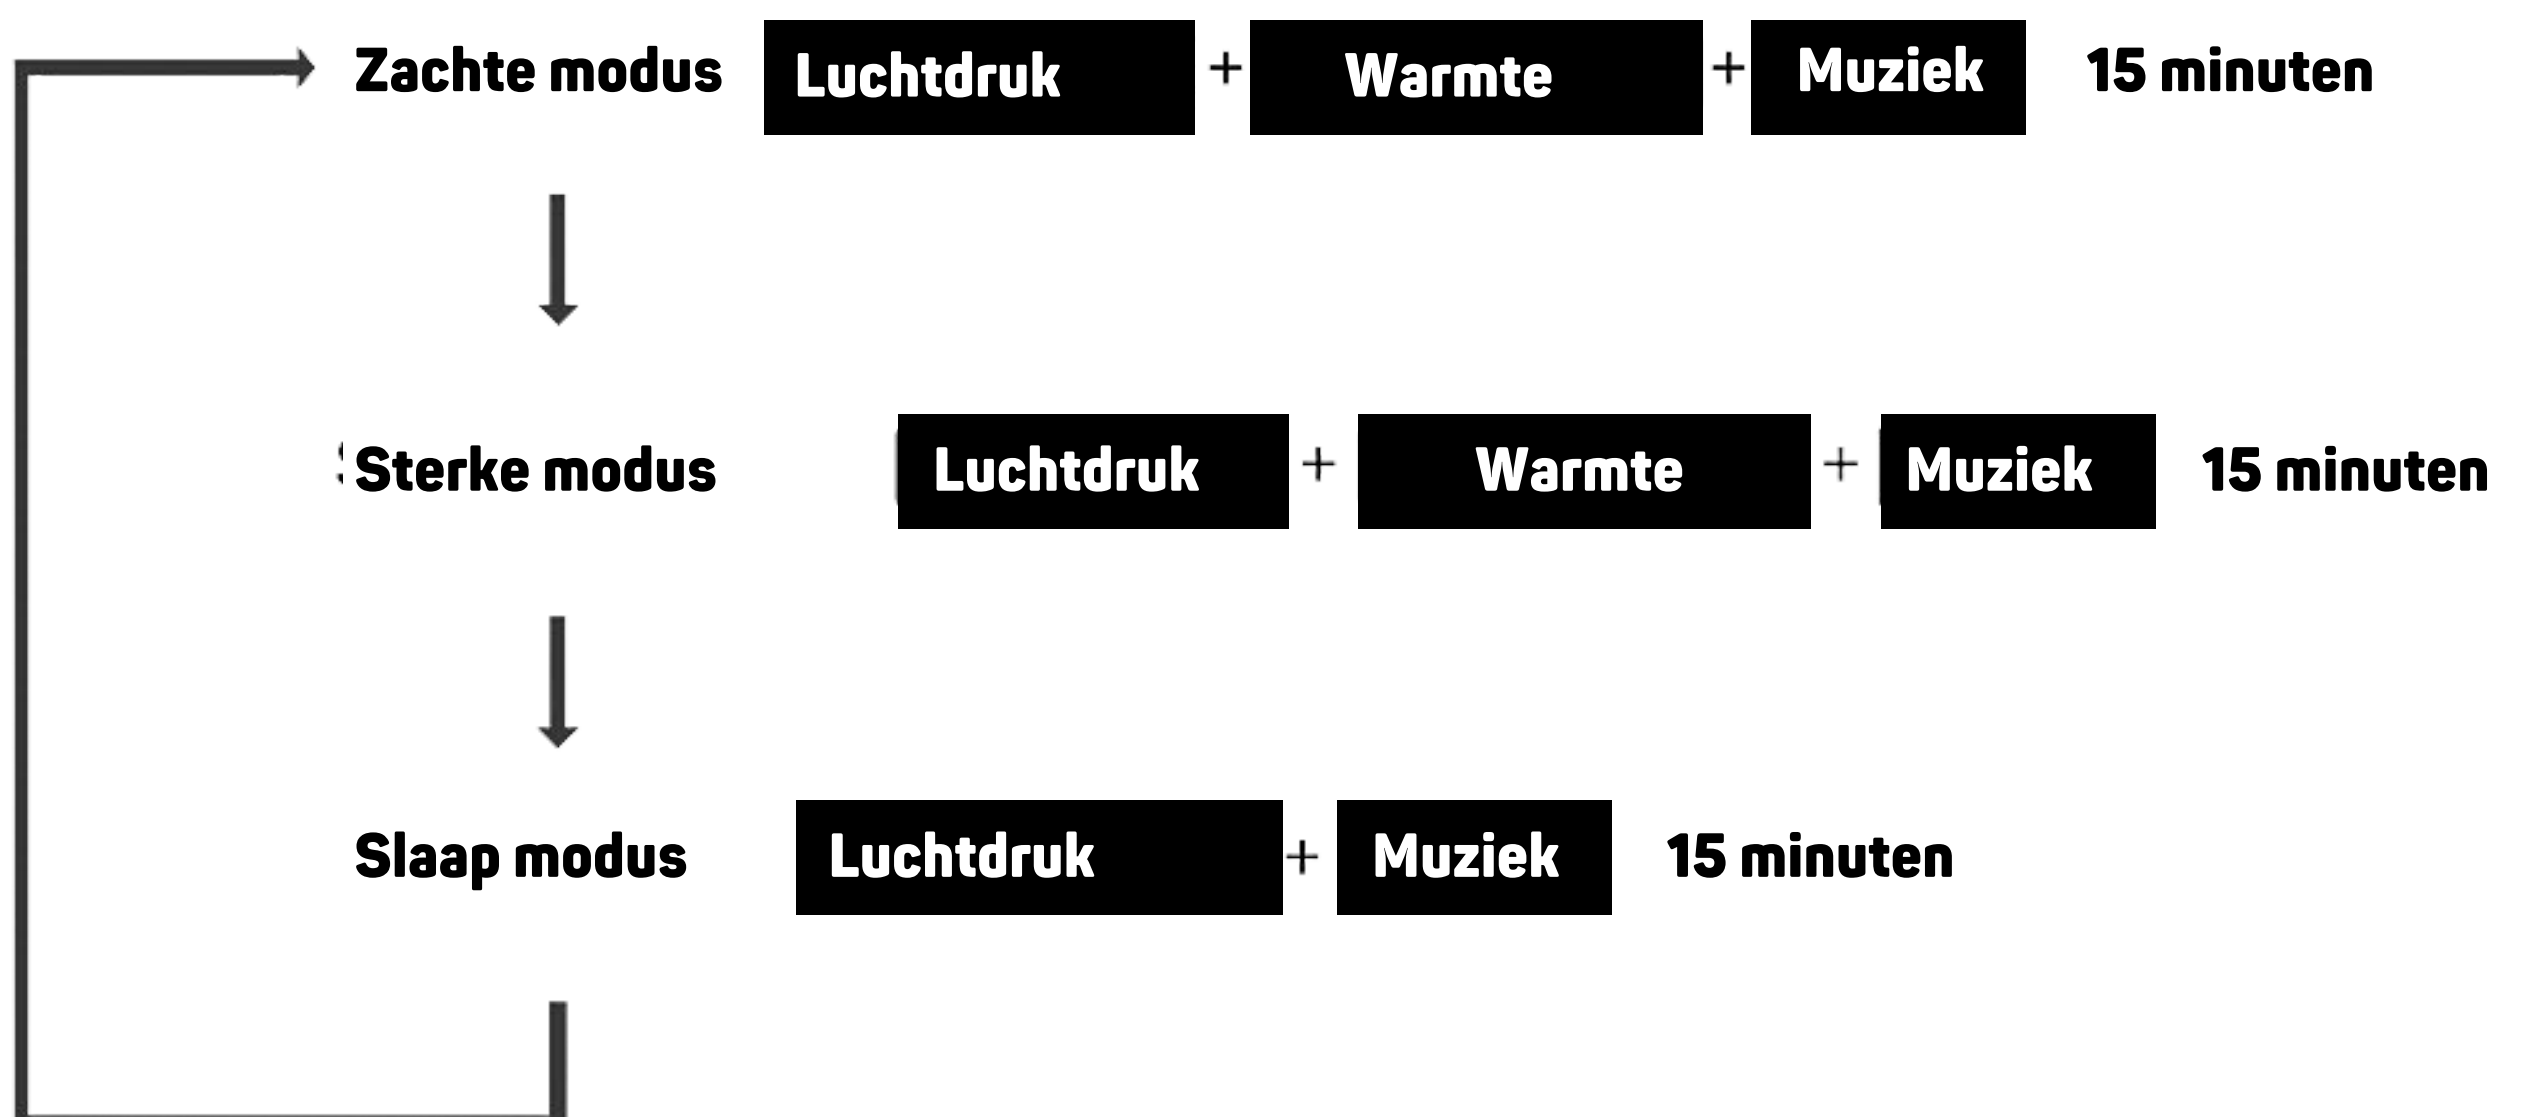 Zachte modus Luchtdruk + Warmte + Muziek 15 minuten
Sterke modus Luchtdruk + Warmte + Muziek 15 minuten
Slaap modus Luchtdruk + Muziek 15 minuten